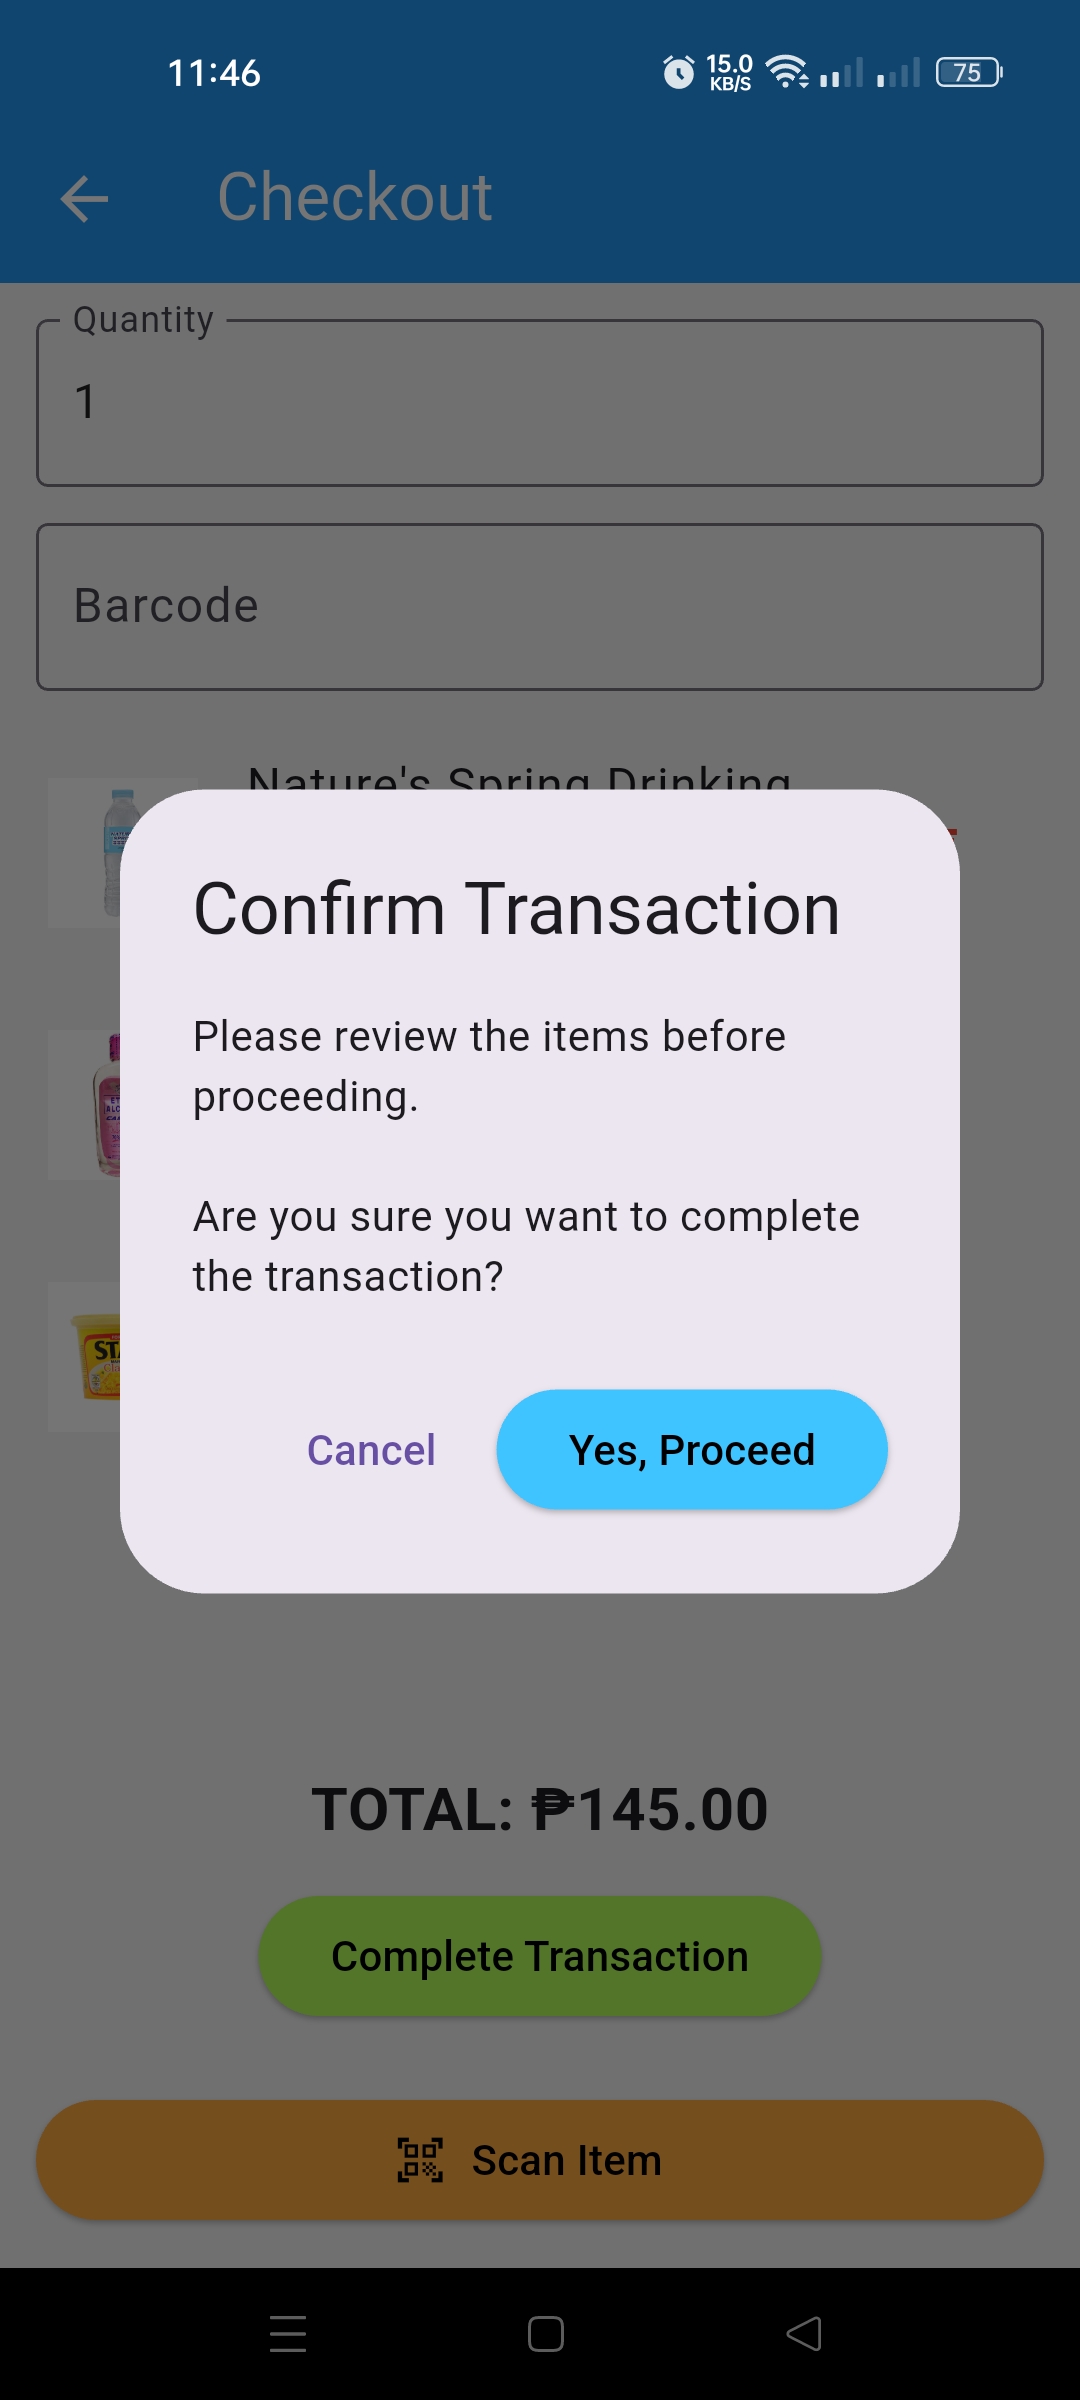 11:46
15.0
KB/S
75
Checkout
Quantity
1
Barcode
Nature's Spring Drinking
Confirm Transaction
Please review the items before
proceeding.
Are you sure you want to complete
the transaction?
Cancel
Yes, Proceed
TOTAL: ₱145.00
Complete Transaction
Scan Item